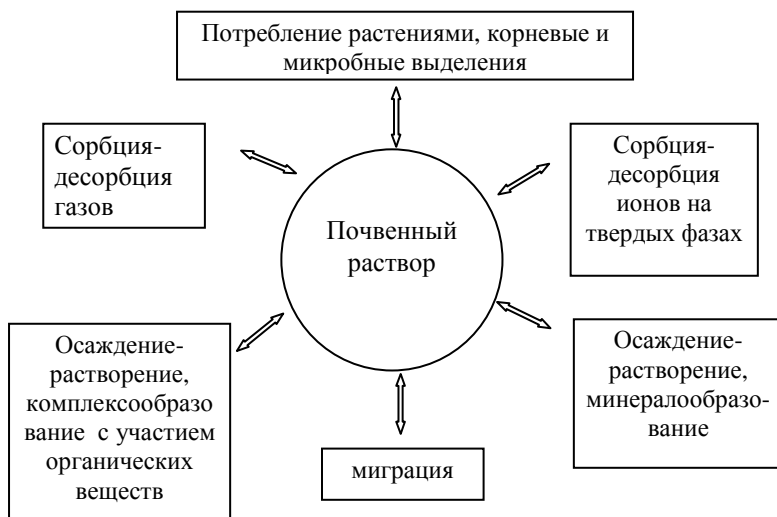 Потребление растениями, корневые и
микробные выделения
Сорбция-
десорбция
газов
Сорбция-
десорбция
ионов на
твердых фазах
Почвенный
раствор
Осаждение-
растворение,
комплексообразо
вание с участием
органических
веществ
миграция
Осаждение-
растворение,
минералообразо-
вание